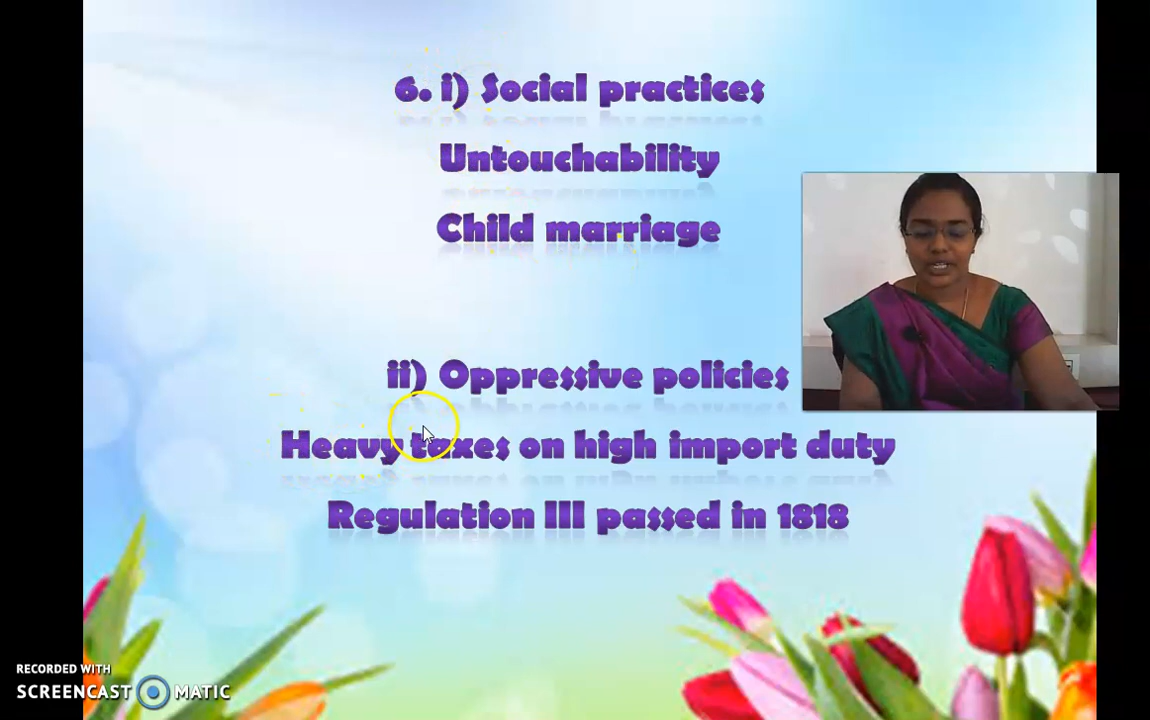 6. i) Social practices
Untouchability
Child marriage
ii) Oppressive policies
Heavy taxes on high import duty
Regulation III passed in 1818
RECORDED WITH
SCREENCAST MATIC